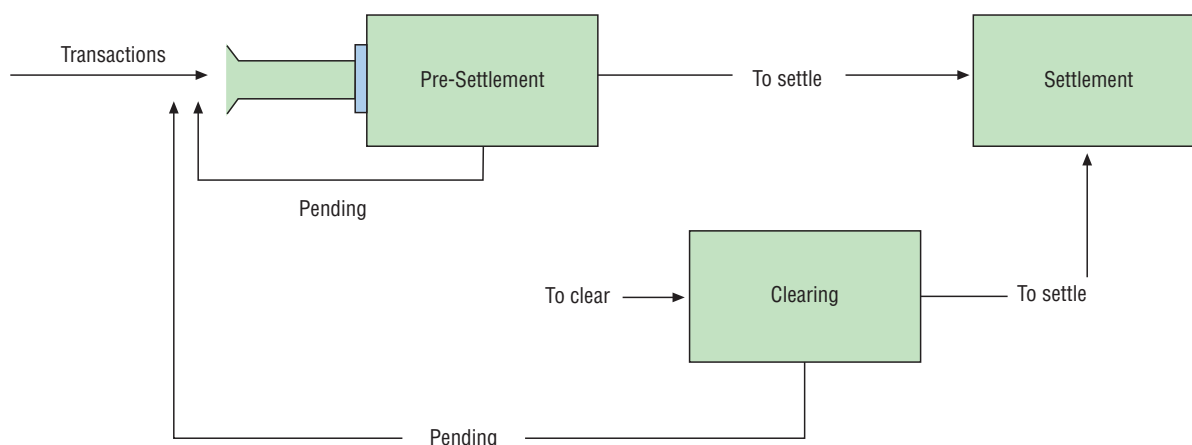 Transactions
Pre-Settlement
To settle
Settlement
Pending
To clear
Clearing
To settle
Pending